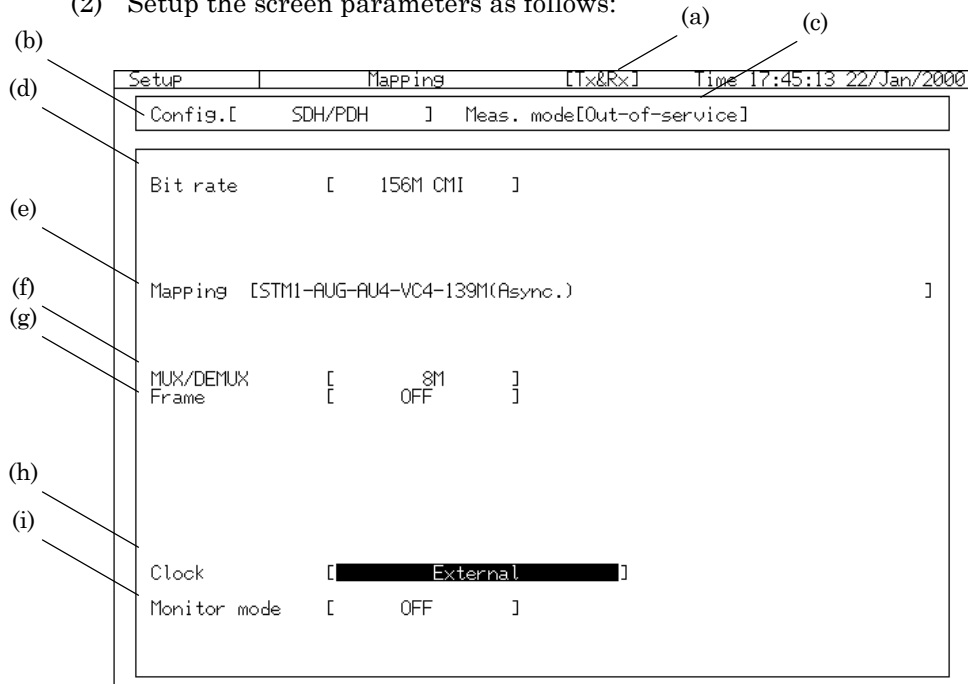 (2) Setup the screen parameters as follows:
(a)
(c)
(b)
Setup Mapping [Tx&Rx] Time 17:45:13 22/Jan/2000
(d)
Config.[ SDH/PDH ] Meas. mode[Out-of-service]
Bit rate [ 156M CMI ]
(e)
(f)
Mapping [STM1-AUG-AU4-VC4-139M(Async.) ]
(g)
MUX/DEMUX [ 8M ]
Frame [ OFF ]
(h)
(i)
Clock [ External ]
Monitor mode [ OFF ]